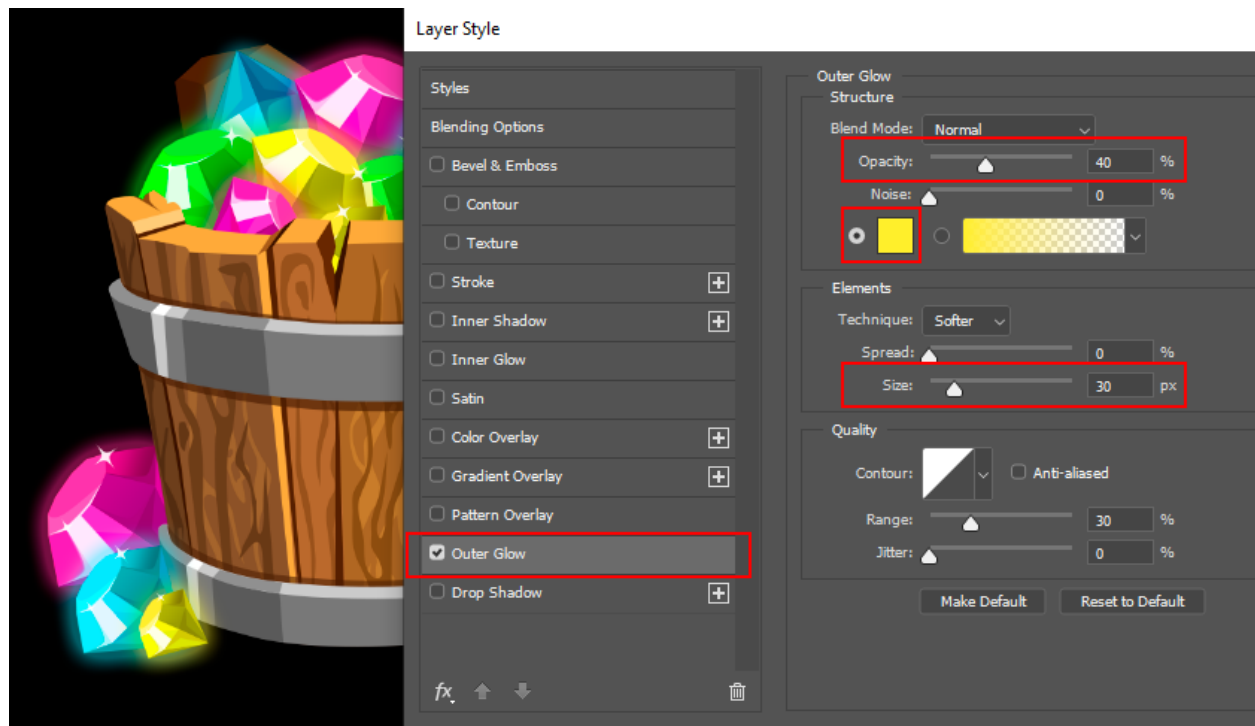 Layer Style
Styles
Blending Options
Bevel & Emboss
Contour
Texture
Stroke
Inner Shadow
Inner Glow
Satin
Color Overlay
Gradient Overlay
Pattern Overlay
Outer Glow
Drop Shadow
fx
Outer Glow
Structure
Blend Mode: Normal
Opacity: 40 %
Noise: 0 %
Elements
Technique: Softer
Spread: 0 %
Size: 30 px
Quality
Contour: Anti-aliased
Range: 30 %
Jitter: 0 %
Make Default Reset to Default